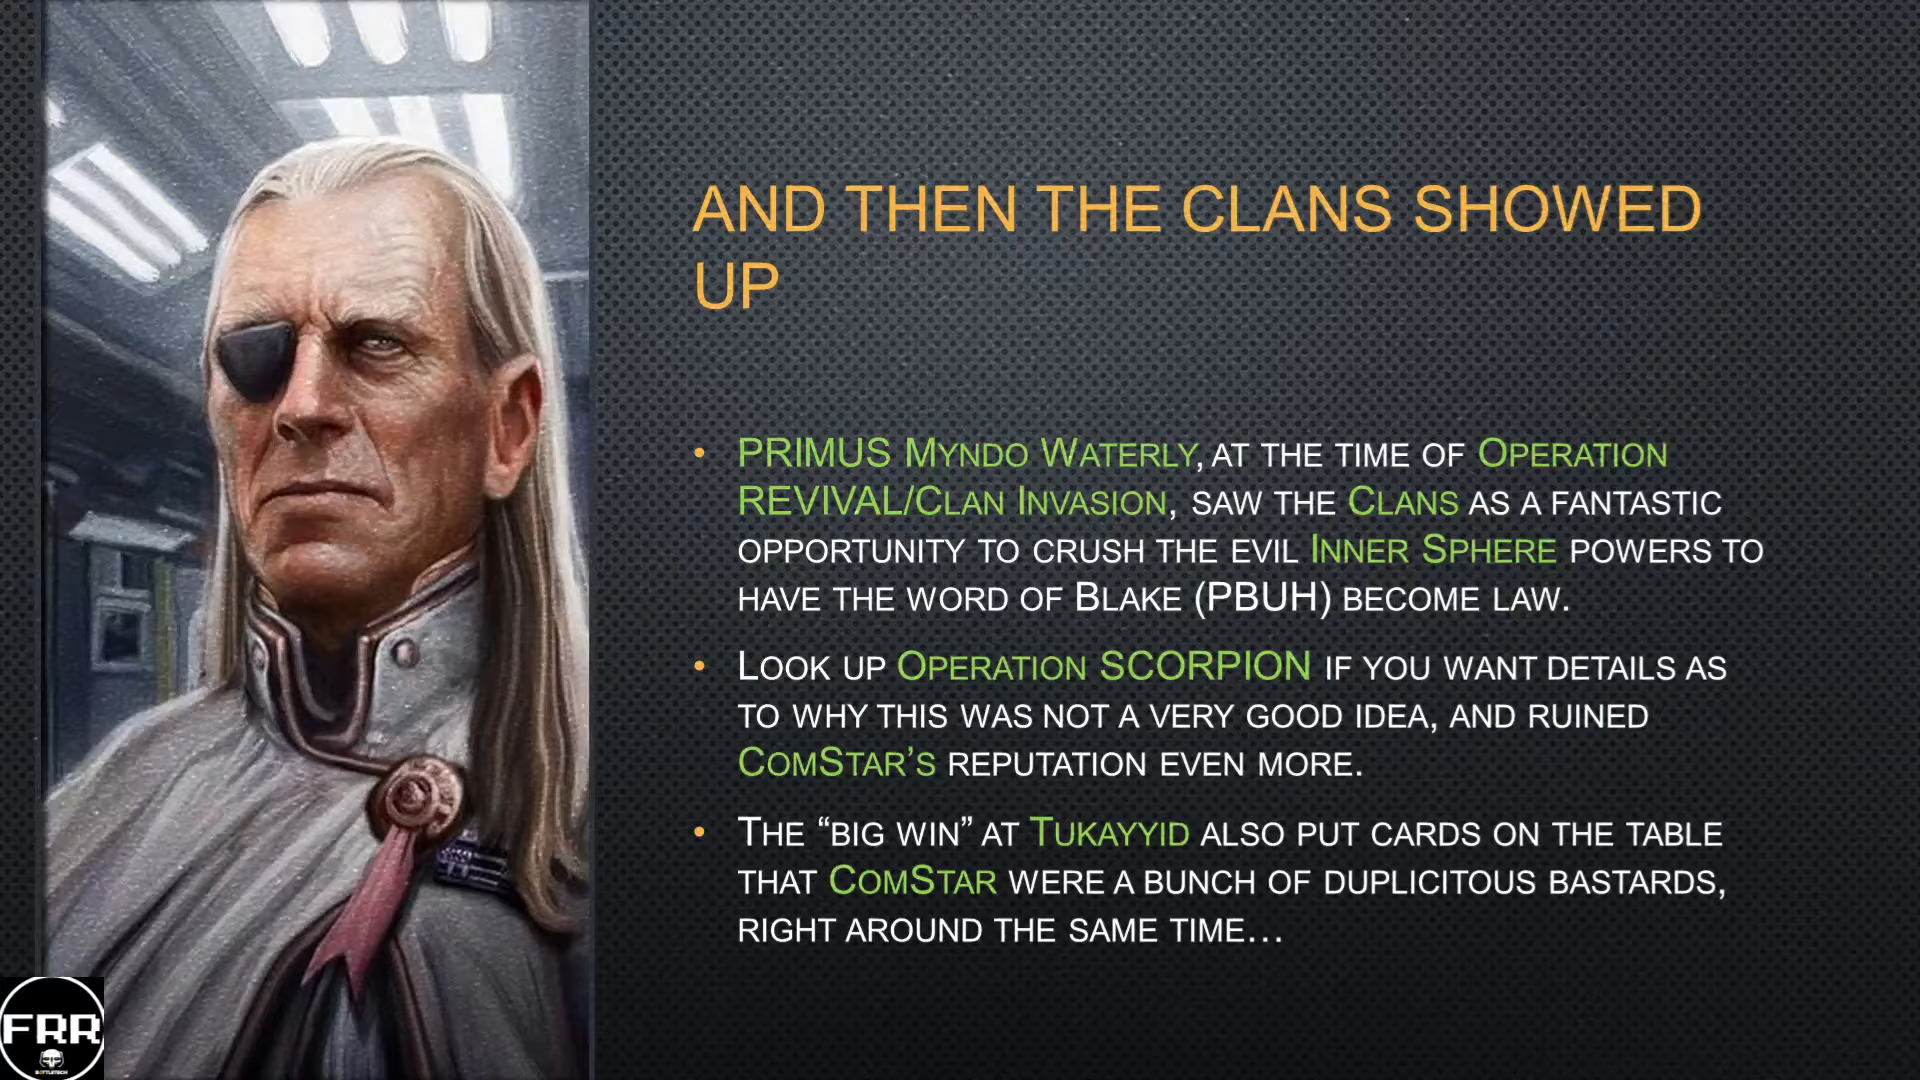 AND THEN THE CLANS SHOWED
UP
• PRIMUS Myndo Waterly, at the time of Operation
REVIVAL/Clan Invasion, saw the Clans as a fantastic
opportunity to crush the evil Inner Sphere powers to
have the word of Blake (PBUH) become law.
• Look up Operation SCORPION if you want details as
to why this was not a very good idea, and ruined
ComStar’s reputation even more.
• The “big win” at Tukayyid also put cards on the table
that ComStar were a bunch of duplicitous bastards,
right around the same time…
FRR